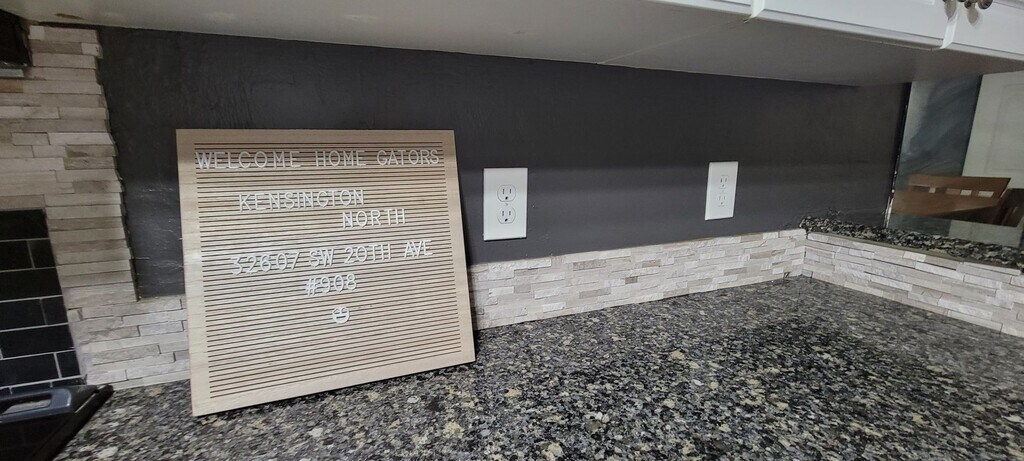 WELCOME HOME GATORS
KENSINGTON
NORTH
32607 SW 20TH AVE
#908